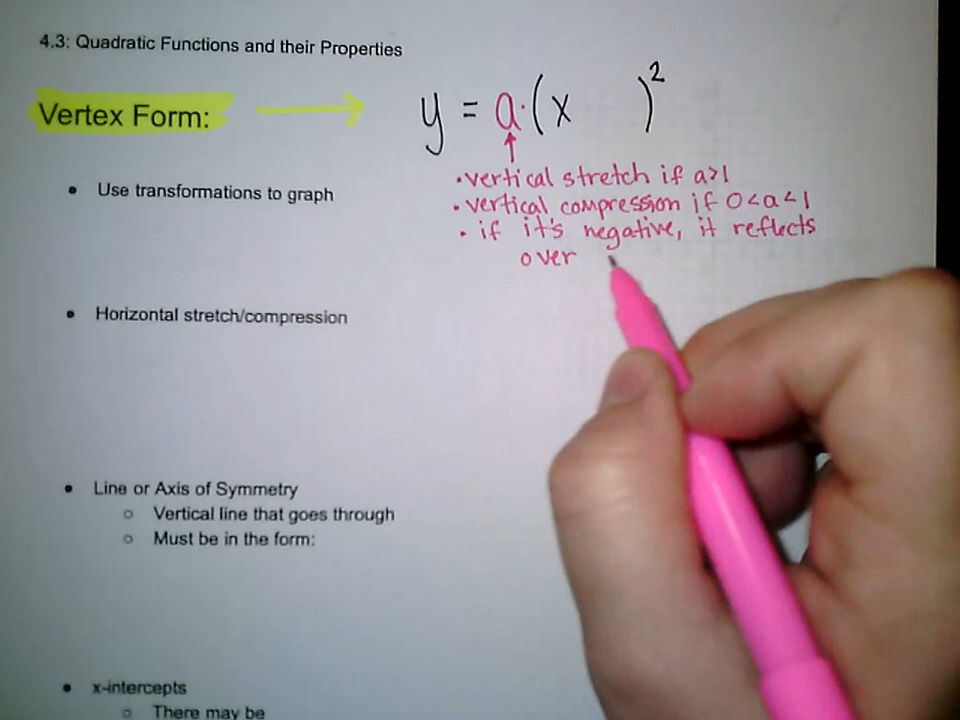 4.3: Quadratic Functions and their Properties
Vertex Form:
y = a·(x )²
• Use transformations to graph
• vertical stretch if a>1
• vertical compression if 0<a<1
• if it's negative, it reflects
over
• Horizontal stretch/compression
• Line or Axis of Symmetry
○ Vertical line that goes through
○ Must be in the form:
• x-intercepts
○ There may be